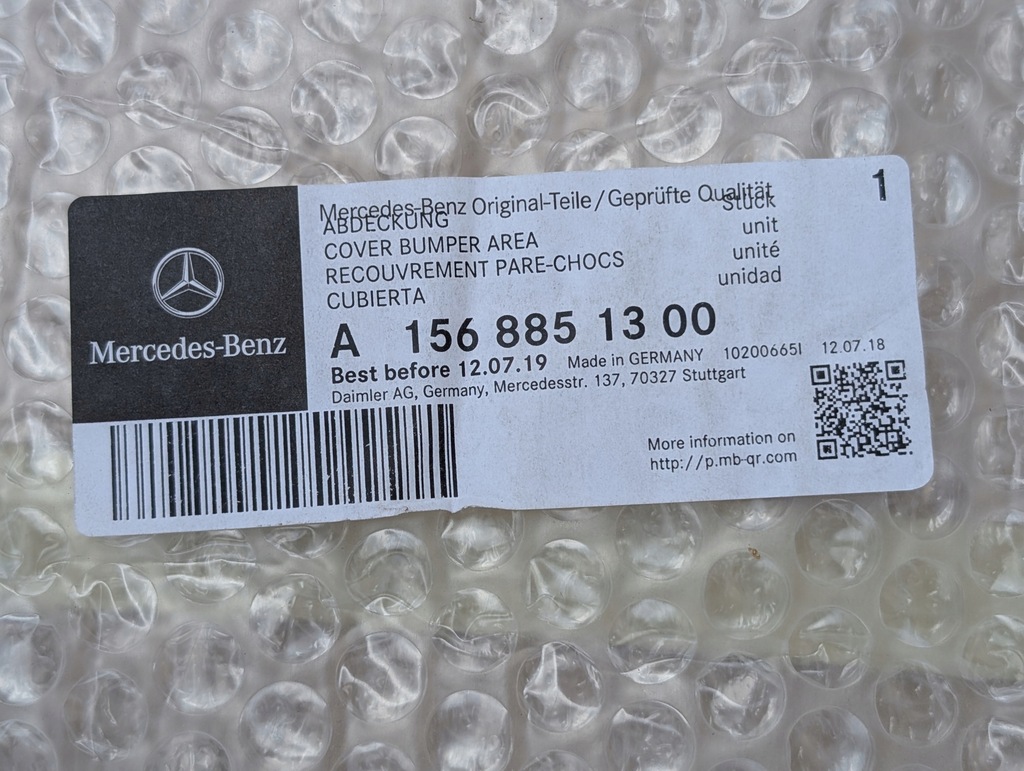 Mercedes-Benz Original-Teile / Geprüfte Qualität
1
ABDECKUNG
Stück
COVER BUMPER AREA
unit
RECOUVREMENT PARE-CHOCS
unité
CUBIERTA
unidad
Mercedes-Benz
A 156 885 13 00
Best before 12.07.19 Made in GERMANY 10200665I 12.07.18
Daimler AG, Germany, Mercedesstr. 137, 70327 Stuttgart
More information on
http://p.mb-qr.com